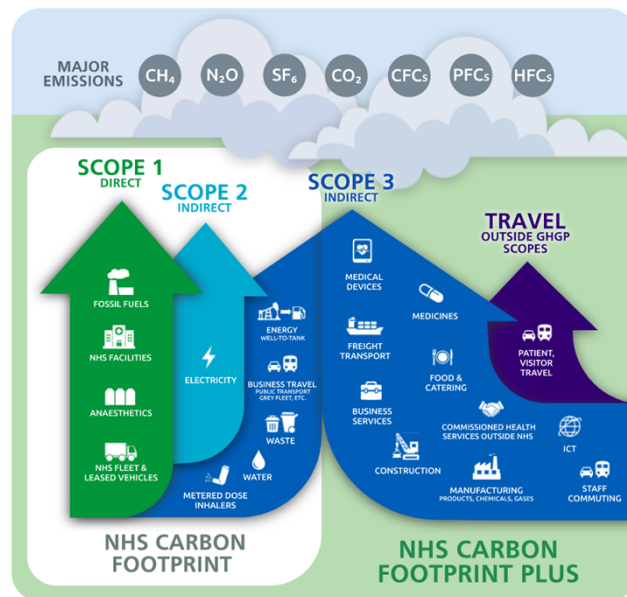 MAJOR
EMISSIONS
CH₄
N₂O
SF₆
CO₂
CFCs
PFCs
HFCs
SCOPE 1
DIRECT
FOSSIL FUELS
NHS FACILITIES
ANAESTHETICS
NHS FLEET &
LEASED VEHICLES
SCOPE 2
INDIRECT
ELECTRICITY
SCOPE 3
INDIRECT
ENERGY
WELL-TO-TANK
BUSINESS TRAVEL
PUBLIC TRANSPORT
GREY FLEET, ETC.
WASTE
WATER
METERED DOSE
INHALERS
MEDICAL
DEVICES
MEDICINES
FREIGHT
TRANSPORT
FOOD &
CATERING
BUSINESS
SERVICES
COMMISSIONED HEALTH
SERVICES OUTSIDE NHS
ICT
CONSTRUCTION
MANUFACTURING
PRODUCTS, CHEMICALS, GASES
STAFF
COMMUTING
TRAVEL
OUTSIDE GHGP
SCOPES
PATIENT,
VISITOR
TRAVEL
NHS CARBON
FOOTPRINT
NHS CARBON
FOOTPRINT PLUS